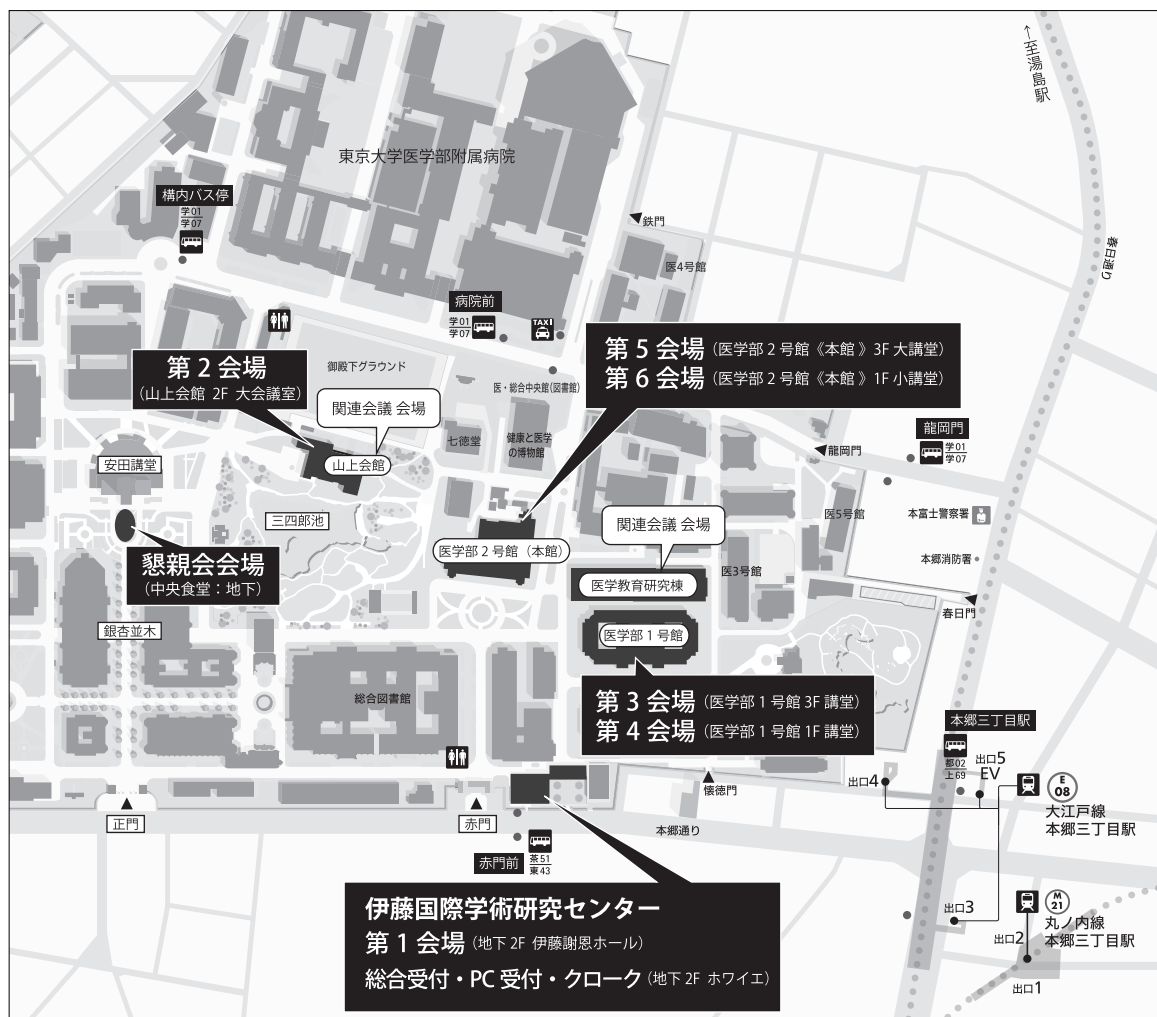 ←至湯島駅
東京大学医学部附属病院
構内バス停
学01
学07
鉄門
春日通り
医4号館
病院前
学01
学07
TAXI
第5会場(医学部2号館《本館》3F 大講堂)
第6会場(医学部2号館《本館》1F 小講堂)
第2会場
(山上会館 2F 大会議室)
御殿下グラウンド
関連会議 会場
医・総合中央館(図書館)
七徳堂
健康と医学
の博物館
龍岡門
学01
学07
龍岡門
安田講堂
山上会館
三四郎池
医5号館
本富士警察署
関連会議 会場
医学部2号館(本館)
本郷消防署
懇親会会場
(中央食堂:地下)
医学教育研究棟
医3号館
春日門
銀杏並木
医学部1号館
総合図書館
第3会場(医学部1号館 3F 講堂)
第4会場(医学部1号館 1F 講堂)
本郷三丁目駅
都02
上69
出口5
EV
出口4
E
08
大江戸線
本郷三丁目駅
懐徳門
正門
赤門
本郷通り
赤門前
茶51
東43
伊藤国際学術研究センター
第1会場(地下2F 伊藤謝恩ホール)
総合受付・PC受付・クローク(地下2F ホワイエ)
出口3
M
21
丸ノ内線
本郷三丁目駅
出口2
出口1